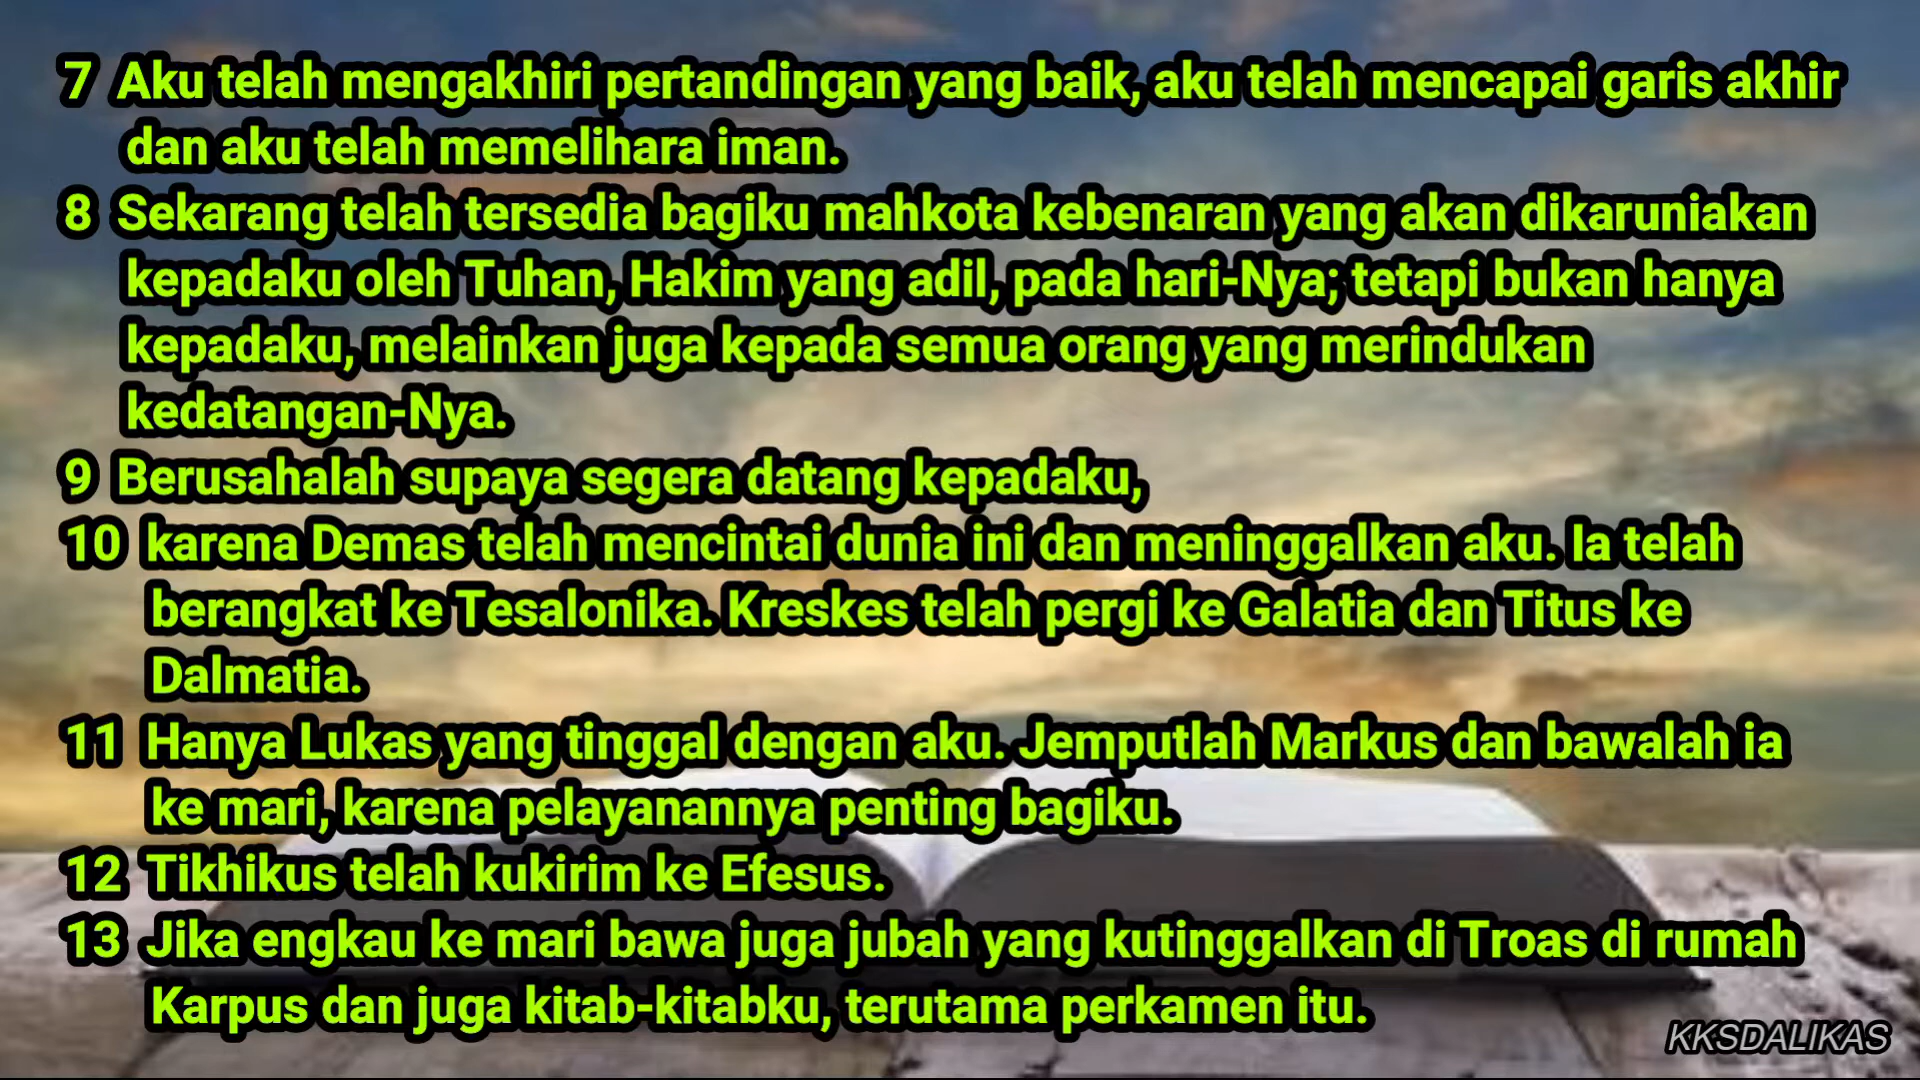 7 Aku telah mengakhiri pertandingan yang baik, aku telah mencapai garis akhir
dan aku telah memelihara iman.
8 Sekarang telah tersedia bagiku mahkota kebenaran yang akan dikaruniakan
kepadaku oleh Tuhan, Hakim yang adil, pada hari-Nya; tetapi bukan hanya
kepadaku, melainkan juga kepada semua orang yang merindukan
kedatangan-Nya.
9 Berusahalah supaya segera datang kepadaku,
10 karena Demas telah mencintai dunia ini dan meninggalkan aku. Ia telah
berangkat ke Tesalonika. Kreskes telah pergi ke Galatia dan Titus ke
Dalmatia.
11 Hanya Lukas yang tinggal dengan aku. Jemputlah Markus dan bawalah ia
ke mari, karena pelayanannya penting bagiku.
12 Tikhikus telah kukirim ke Efesus.
13 Jika engkau ke mari bawa juga jubah yang kutinggalkan di Troas di rumah
Karpus dan juga kitab-kitabku, terutama perkamen itu.
KKSDALIKAS